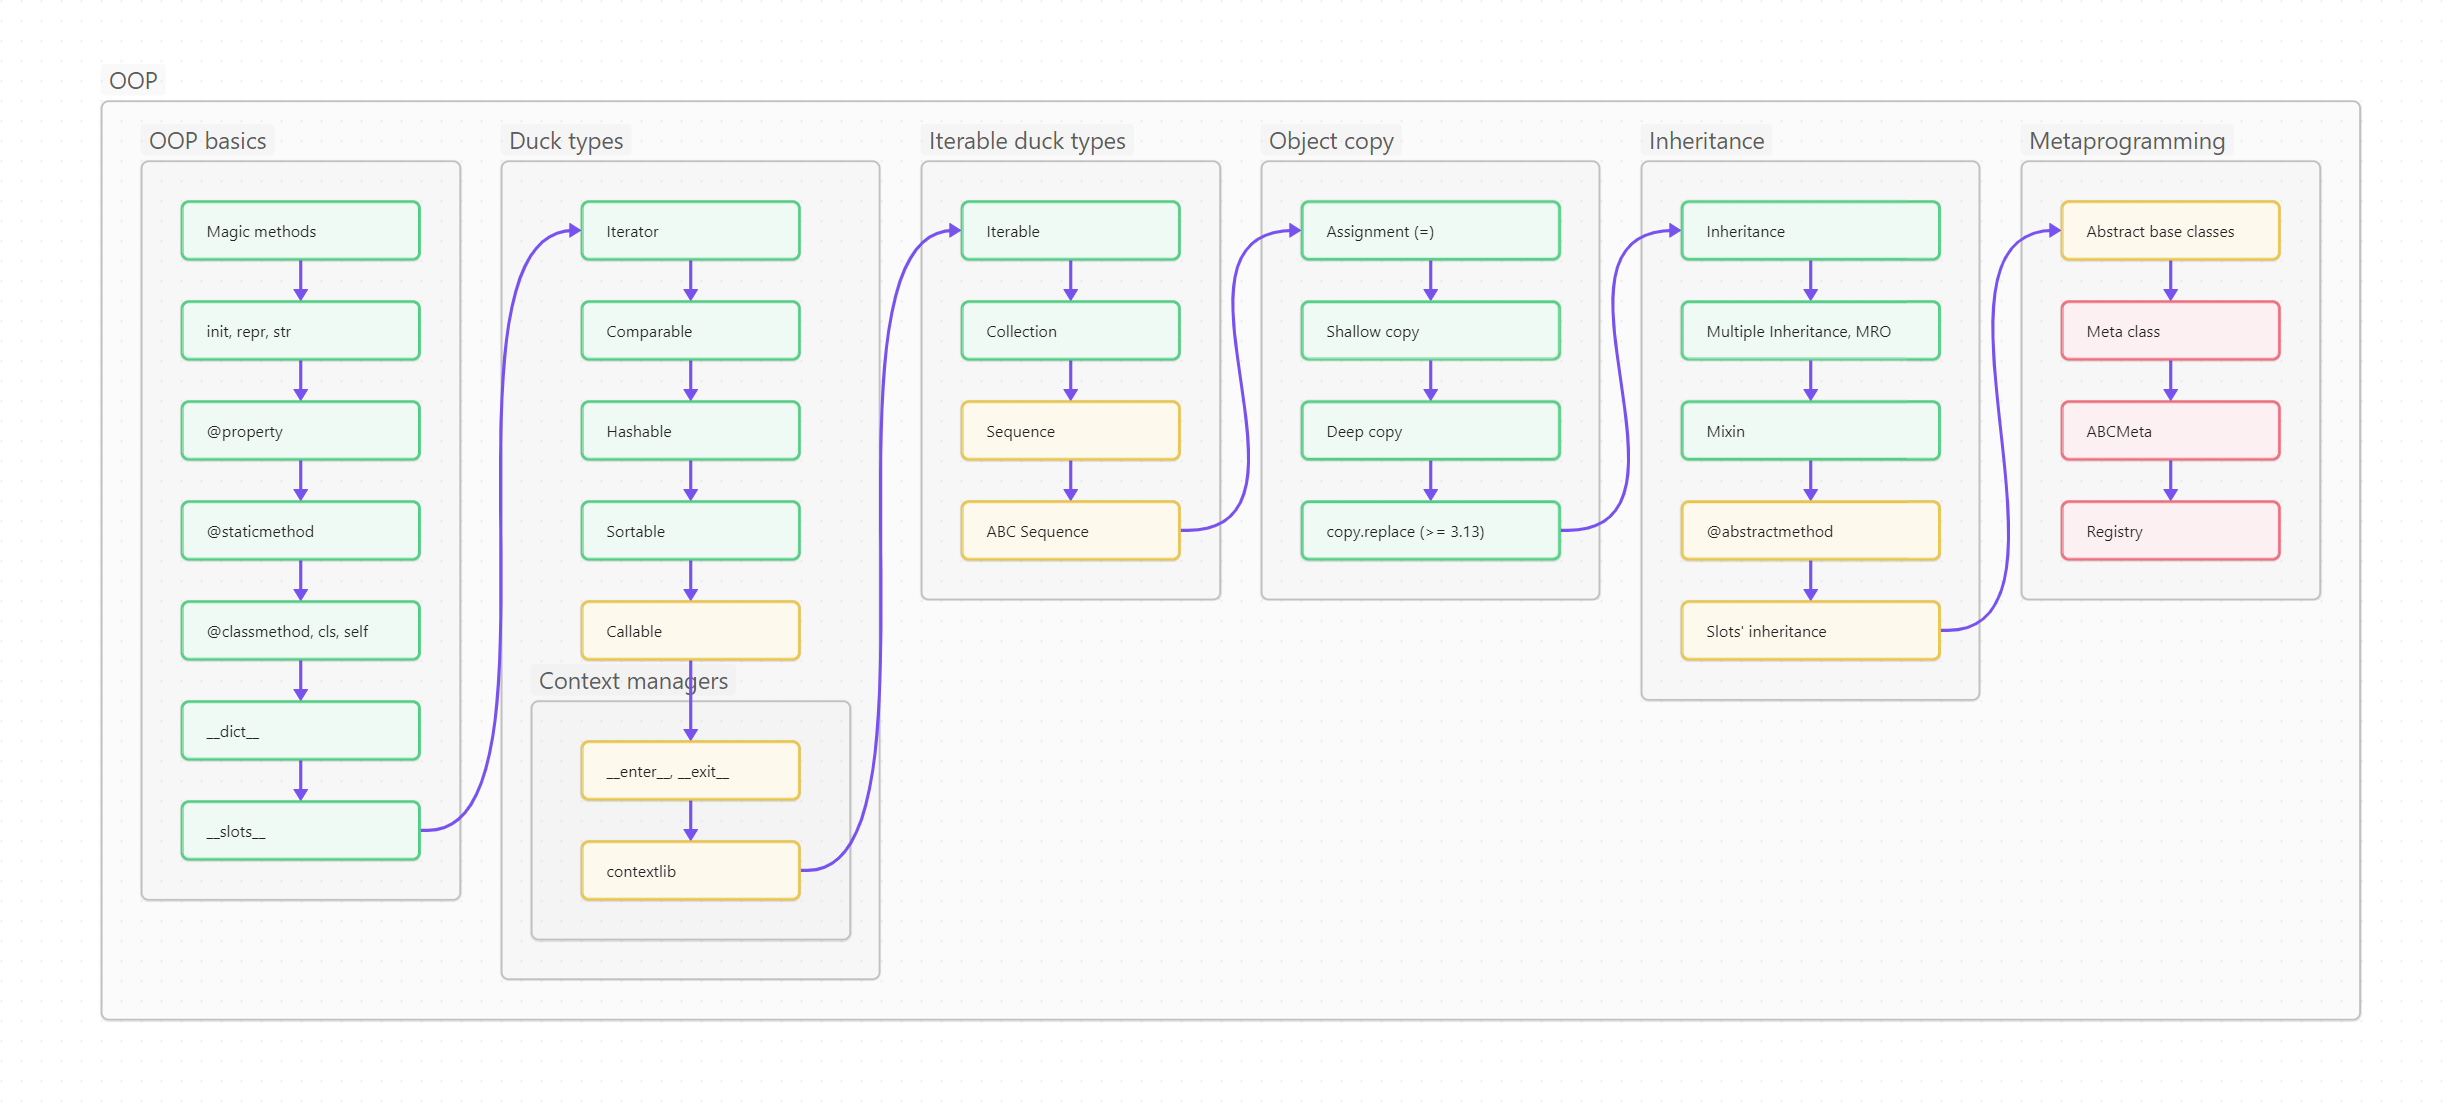 OOP
OOP basics
Magic methods
init, repr, str
@property
@staticmethod
@classmethod, cls, self
__dict__
__slots__
Duck types
Iterator
Comparable
Hashable
Sortable
Callable
Context managers
__enter__, __exit__
contextlib
Iterable duck types
Iterable
Collection
Sequence
ABC Sequence
Object copy
Assignment (=)
Shallow copy
Deep copy
copy.replace (>= 3.13)
Inheritance
Inheritance
Multiple Inheritance, MRO
Mixin
@abstractmethod
Slots' inheritance
Metaprogramming
Abstract base classes
Meta class
ABCMeta
Registry